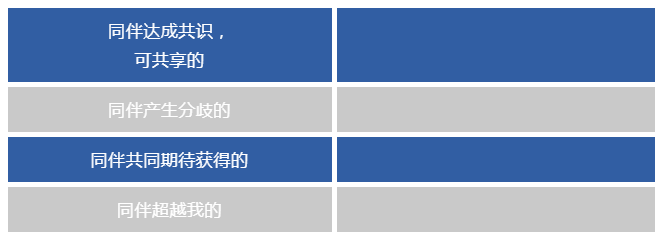 同伴达成共识，
可共享的
同伴产生分歧的
同伴共同期待获得的
同伴超越我的